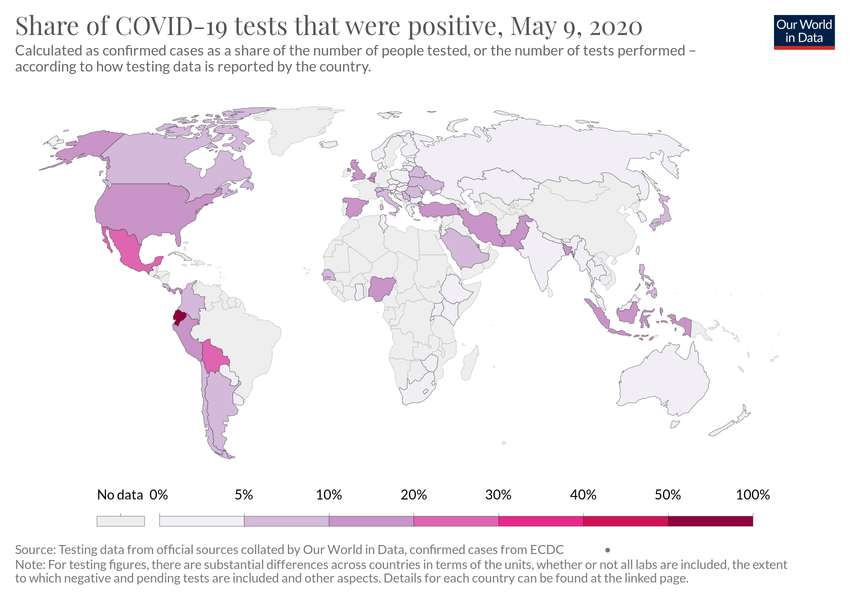 Share of COVID-19 tests that were positive, May 9, 2020
Our World
in Data
Calculated as confirmed cases as a share of the number of people tested, or the number of tests performed –
according to how testing data is reported by the country.
No data 0% 5% 10% 20% 30% 40% 50% 100%
Source: Testing data from official sources collated by Our World in Data, confirmed cases from ECDC •
Note: For testing figures, there are substantial differences across countries in terms of the units, whether or not all labs are included, the extent
to which negative and pending tests are included and other aspects. Details for each country can be found at the linked page.